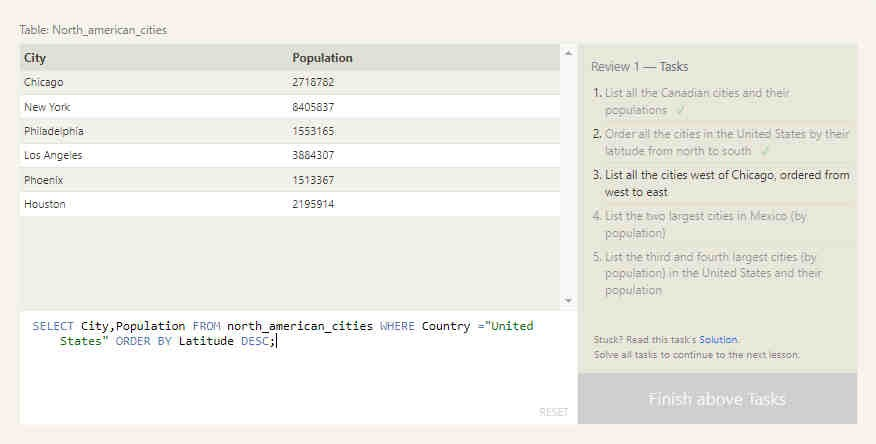 Table: North_american_cities
City Population
Chicago 2718782
New York 8405837
Philadelphia 1553165
Los Angeles 3884307
Phoenix 1513367
Houston 2195914
SELECT City,Population FROM north_american_cities WHERE Country ="United
States" ORDER BY Latitude DESC;
RESET
Review 1 — Tasks
1. List all the Canadian cities and their
populations ✓
2. Order all the cities in the United States by their
latitude from north to south ✓
3. List all the cities west of Chicago, ordered from
west to east
4. List the two largest cities in Mexico (by
population)
5. List the third and fourth largest cities (by
population) in the United States and their
population
Stuck? Read this task's Solution.
Solve all tasks to continue to the next lesson.
Finish above Tasks